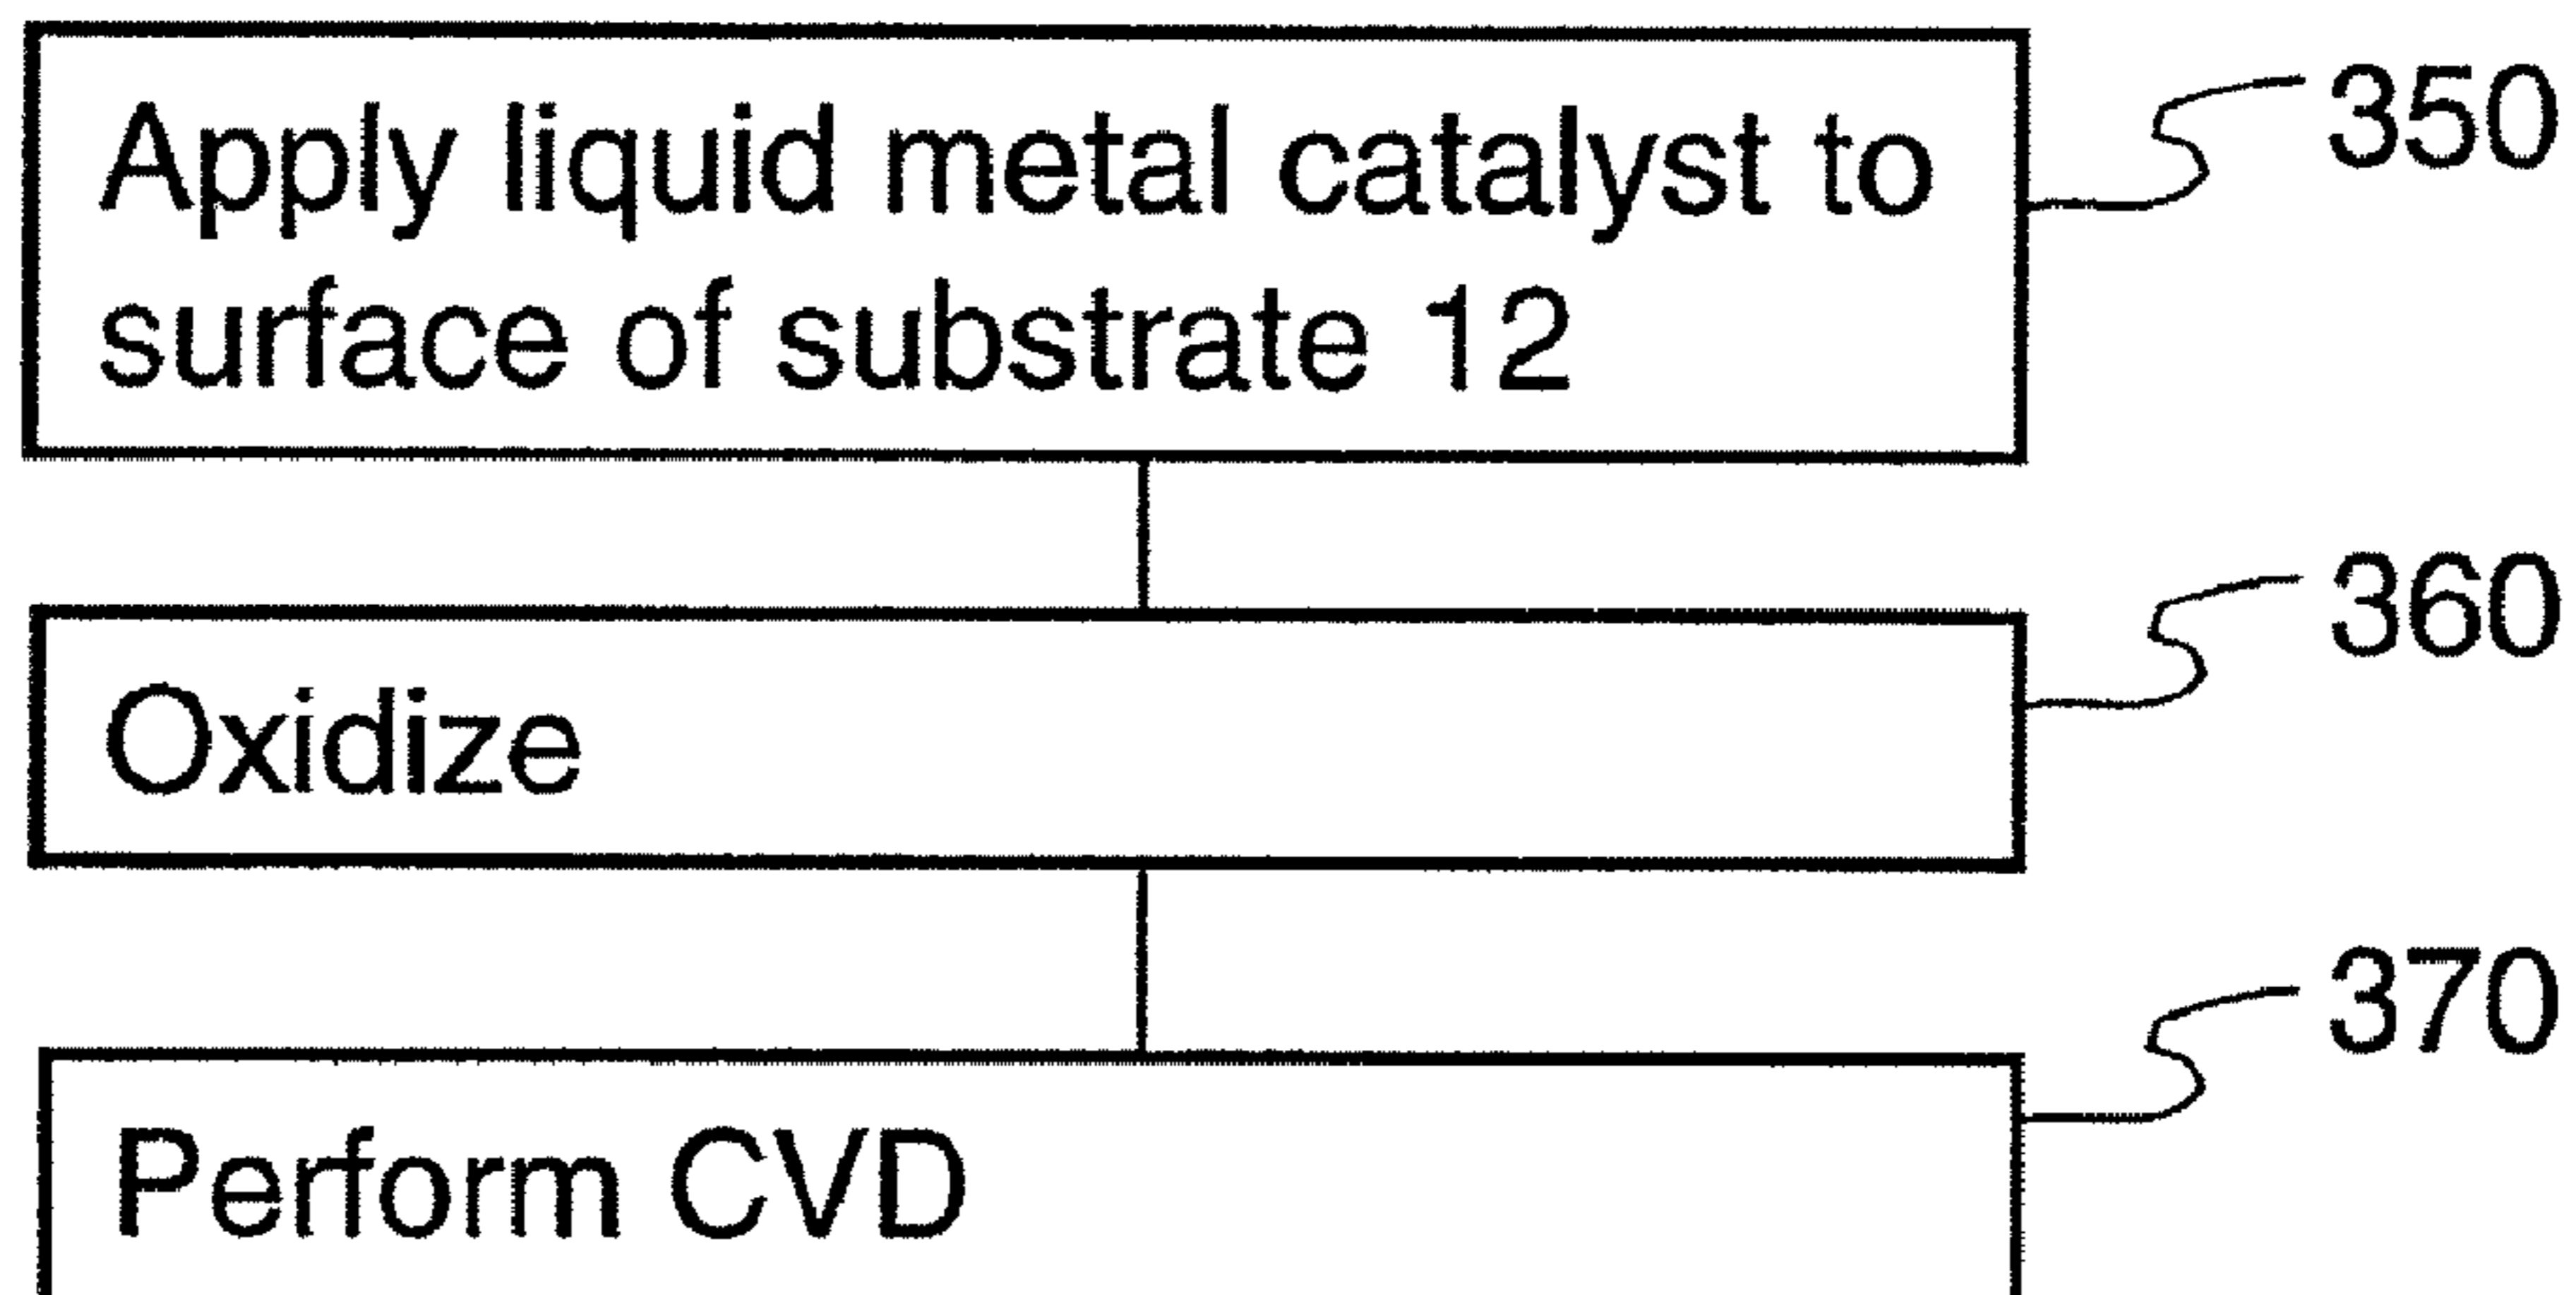 Apply liquid metal catalyst to
surface of substrate 12
350
Oxidize
360
Perform CVD
370